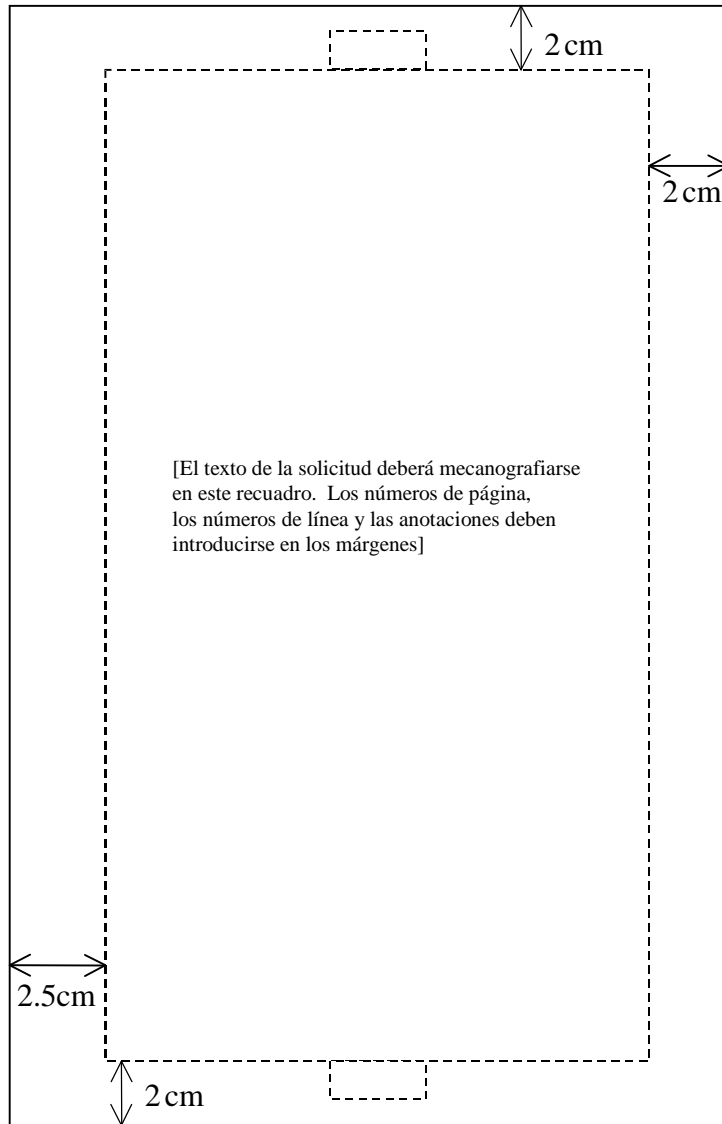 2 cm
2 cm
[El texto de la solicitud deberá mecanografiarse
en este recuadro.  Los números de página,
los números de línea y las anotaciones deben
introducirse en los márgenes]
2.5cm
2 cm